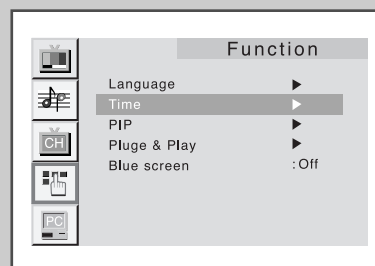 Function
Language ▶
Time ▶
PIP ▶
Pluge & Play ▶
Blue screen : Off
CH
PC